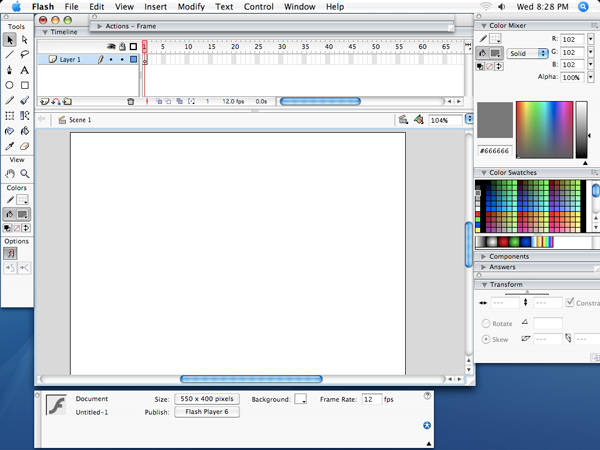 Flash File Edit View Insert Modify Text Control Window Help Wed 8:28 PM
Actions – Frame
Tools
Timeline
1 5 10 15 20 25 30 35 40 45 50 55 60 65
Layer 1
1 12.0 fps 0.0s
Scene 1
104%
View
Colors
Options
Color Mixer
R: 102
Solid
G: 102
B: 102
Alpha: 100%
#666666
Color Swatches
Components
Answers
Transform
--- ---
Constra
Rotate
Skew --- ---
Document
Size: 550 x 400 pixels
Background:
Frame Rate: 12 fps
Untitled-1
Publish: Flash Player 6